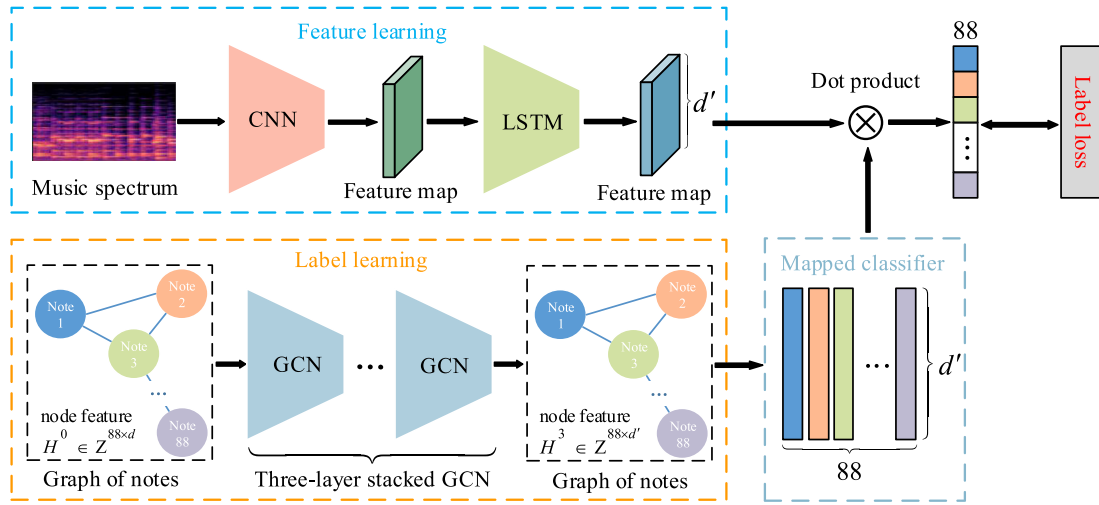 Feature learning
Music spectrum
CNN
Feature map
LSTM
d′
Feature map
Dot product
88
⋮
Label loss
Label learning
Note 1
Note 2
Note 3
...
Note 88
node feature
H⁰ ∈ Z⁸⁸ˣᵈ
Graph of notes
GCN
...
GCN
Three-layer stacked GCN
Note 1
Note 2
Note 3
...
Note 88
node feature
H³ ∈ Z⁸⁸ˣᵈ′
Graph of notes
Mapped classifier
...
d′
88